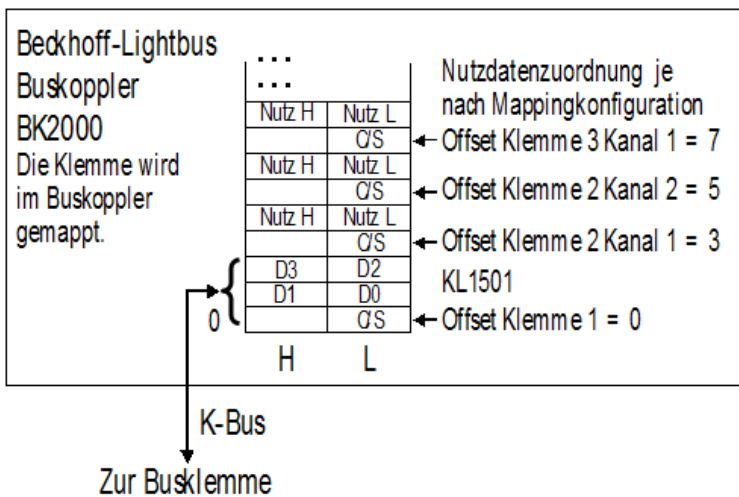 Beckhoff-Lightbus
Buskoppler
BK2000
Die Klemme wird
im Buskoppler
gemappt.
...
...
Nutz H Nutz L
C/S
Nutz H Nutz L
C/S
Nutz H Nutz L
C/S
D3 D2
D1 D0
0 C/S
H L
Nutzdatenzuordnung je
nach Mappingkonfiguration
Offset Klemme 3 Kanal 1 = 7
Offset Klemme 2 Kanal 2 = 5
Offset Klemme 2 Kanal 1 = 3
KL1501
Offset Klemme 1 = 0
K-Bus
Zur Busklemme